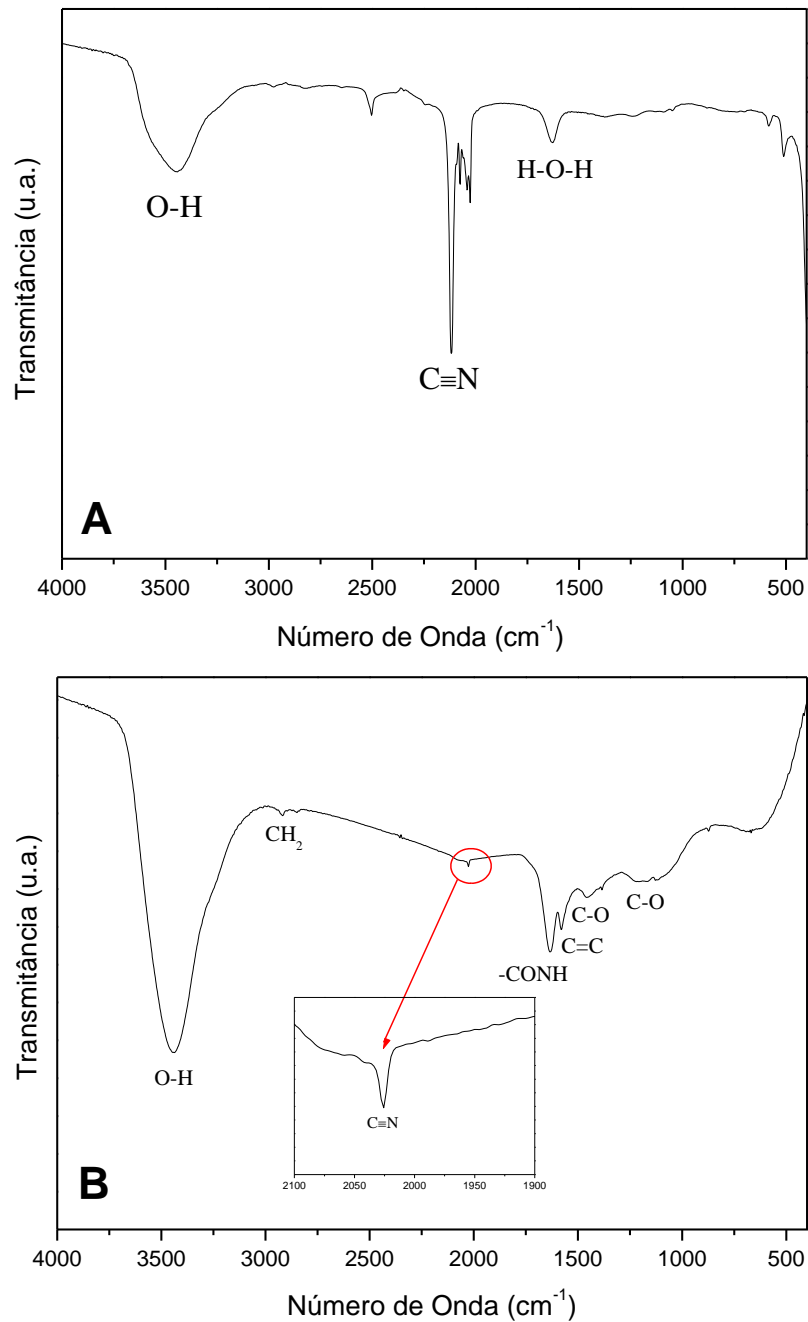 Transmitância (u.a.)
O-H
C≡N
H-O-H
A
4000 3500 3000 2500 2000 1500 1000 500
Número de Onda (cm⁻¹)
Transmitância (u.a.)
CH₂
C-O
C-O
C=C
-CONH
O-H
C≡N
2100 2050 2000 1950 1900
B
4000 3500 3000 2500 2000 1500 1000 500
Número de Onda (cm⁻¹)